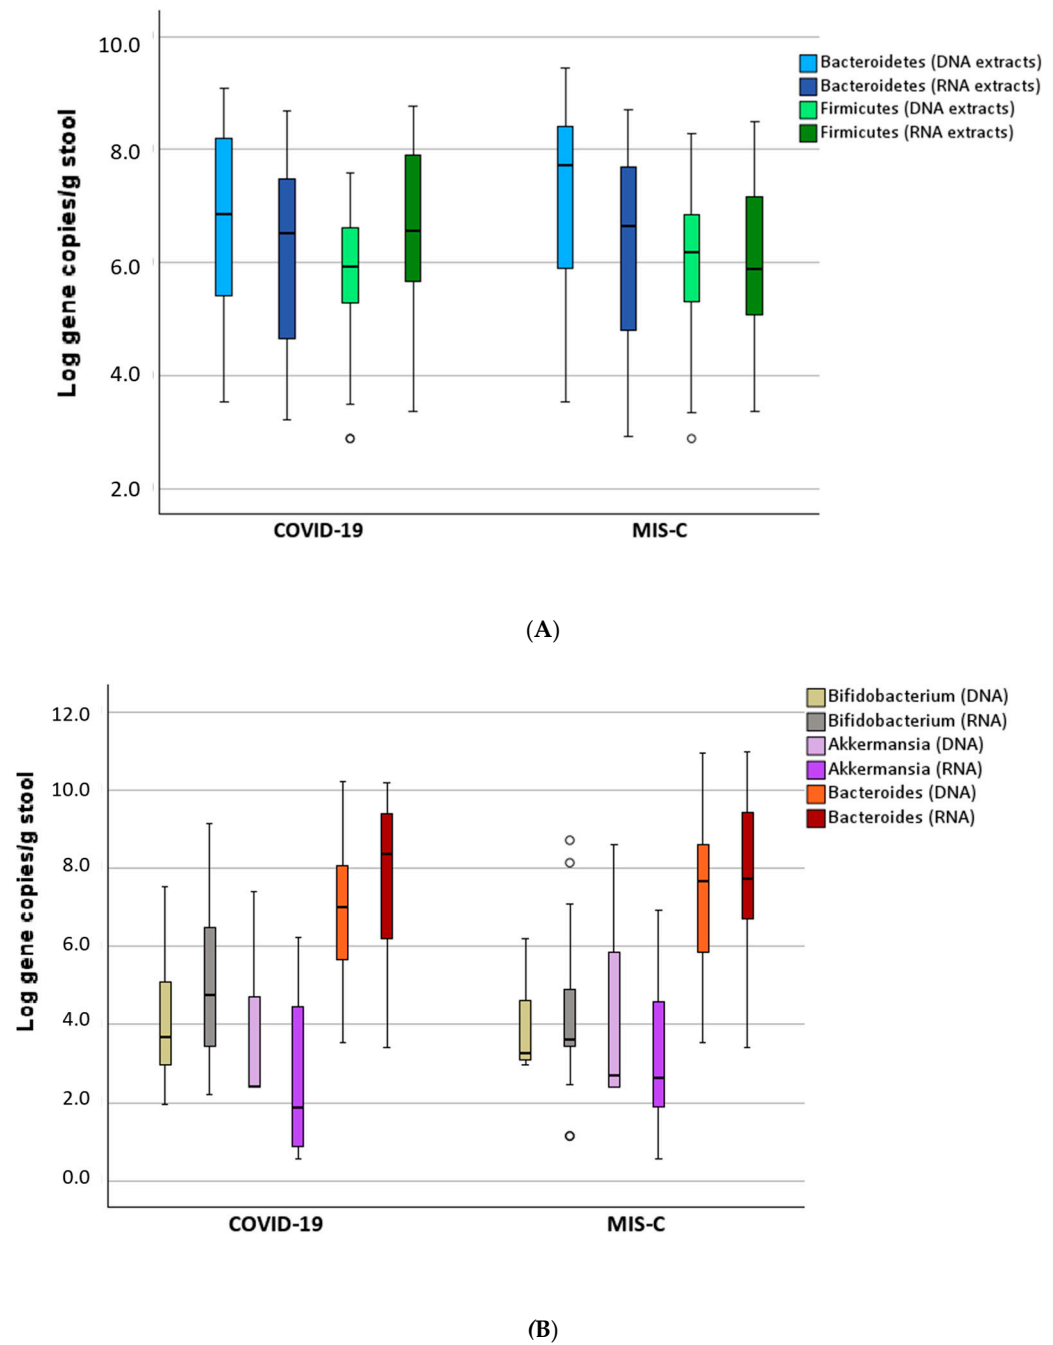 10.0
8.0
6.0
4.0
2.0
Log gene copies/g stool
COVID-19
MIS-C
Bacteroidetes (DNA extracts)
Bacteroidetes (RNA extracts)
Firmicutes (DNA extracts)
Firmicutes (RNA extracts)
(A)
12.0
10.0
8.0
6.0
4.0
2.0
0.0
Log gene copies/g stool
COVID-19
MIS-C
Bifidobacterium (DNA)
Bifidobacterium (RNA)
Akkermansia (DNA)
Akkermansia (RNA)
Bacteroides (DNA)
Bacteroides (RNA)
(B)